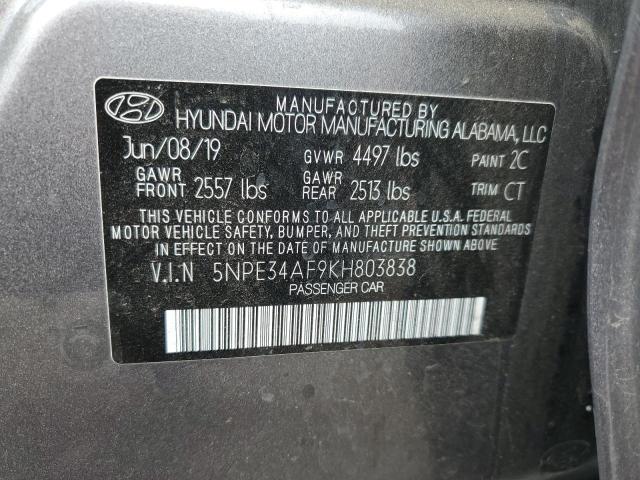 MANUFACTURED BY
HYUNDAI MOTOR MANUFACTURING ALABAMA, LLC
Jun/08/19 GVWR 4497 lbs PAINT 2C
GAWR FRONT 2557 lbs GAWR REAR 2513 lbs TRIM CT
THIS VEHICLE CONFORMS TO ALL APPLICABLE U.S.A. FEDERAL
MOTOR VEHICLE SAFETY, BUMPER, AND THEFT PREVENTION STANDARDS
IN EFFECT ON THE DATE OF MANUFACTURE SHOWN ABOVE.
V.I.N 5NPE34AF9KH803838
PASSENGER CAR